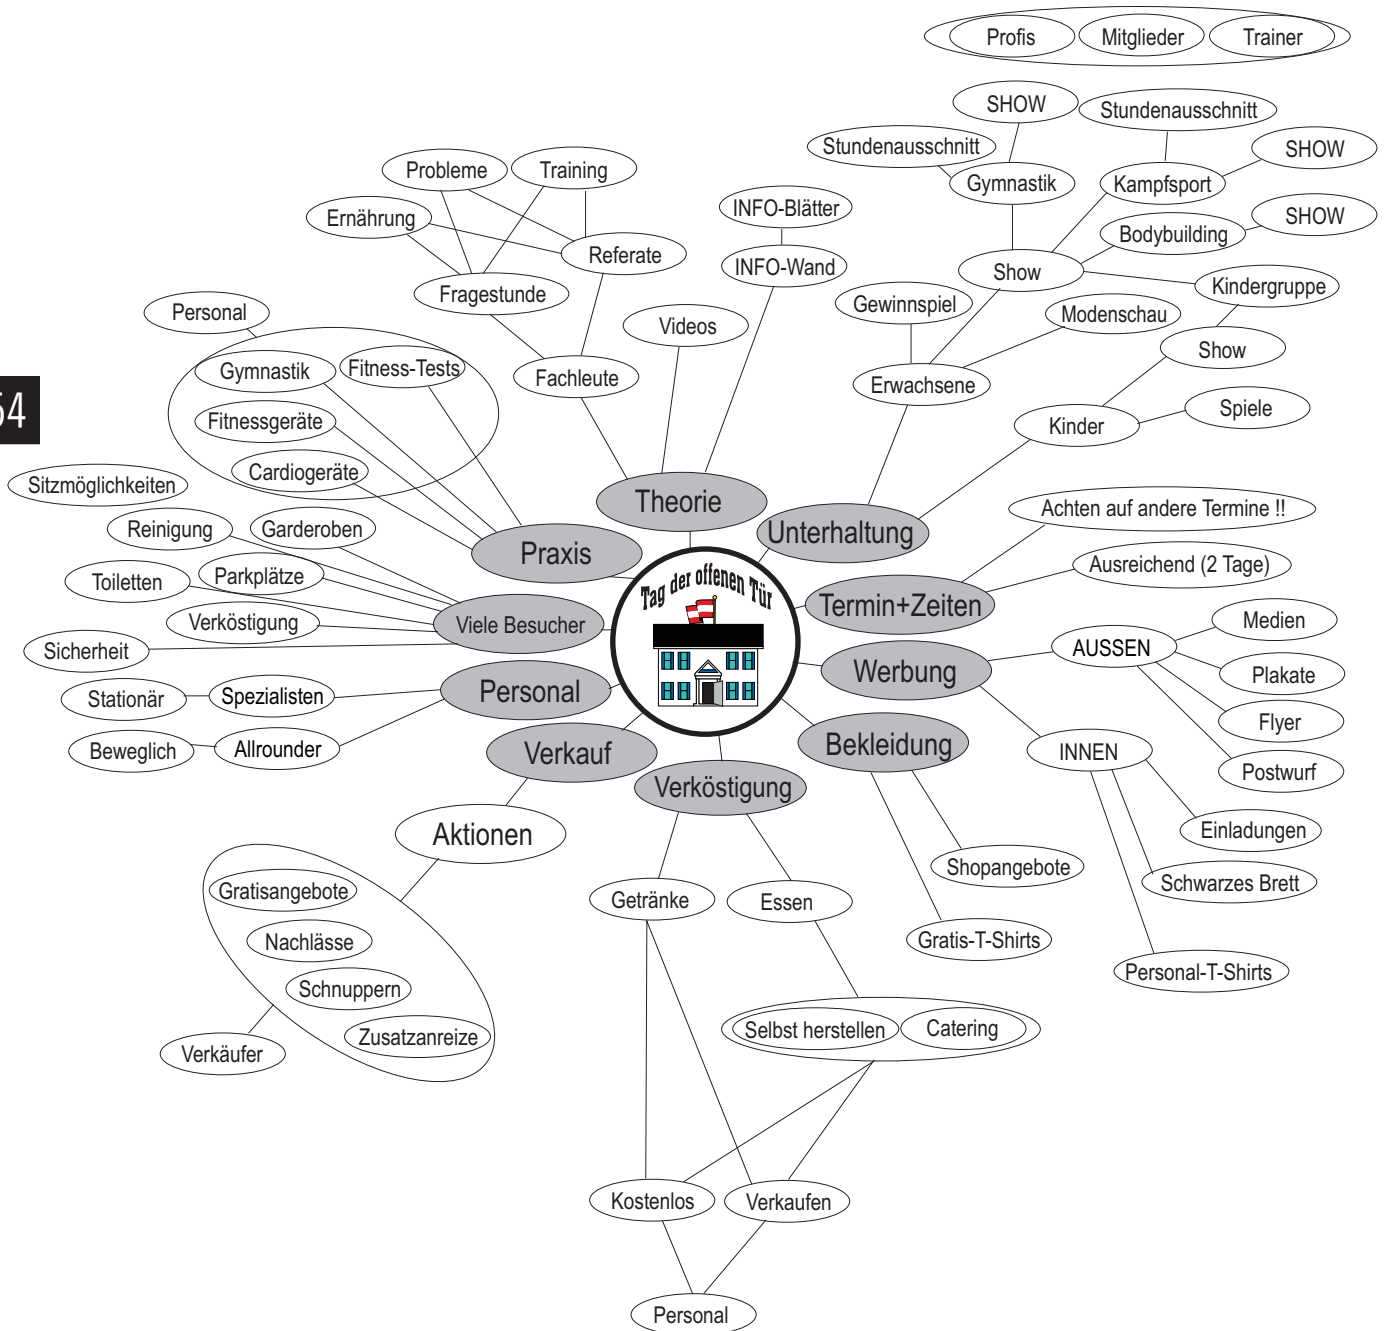 Profis
Mitglieder
Trainer
SHOW
Stundenausschnitt
Stundenausschnitt
SHOW
Probleme
Training
Gymnastik
Kampfsport
INFO-Blätter
SHOW
Ernährung
Bodybuilding
Referate
INFO-Wand
Show
Kindergruppe
Fragestunde
Gewinnspiel
Personal
Videos
Modenschau
Show
Gymnastik
Fitness-Tests
Fachleute
Erwachsene
54
Fitnessgeräte
Kinder
Spiele
Cardiogeräte
Sitzmöglichkeiten
Theorie
Achten auf andere Termine !!
Reinigung
Garderoben
Unterhaltung
Praxis
Ausreichend (2 Tage)
Toiletten
Parkplätze
Tag der offenen Tür
Termin+Zeiten
Verköstigung
Viele Besucher
Medien
Sicherheit
AUSSEN
Werbung
Plakate
Stationär
Spezialisten
Personal
Flyer
Beweglich
Allrounder
Verkauf
Bekleidung
INNEN
Postwurf
Verköstigung
Aktionen
Einladungen
Shopangebote
Schwarzes Brett
Gratisangebote
Getränke
Essen
Nachlässe
Gratis-T-Shirts
Personal-T-Shirts
Schnuppern
Selbst herstellen
Catering
Zusatzanreize
Verkäufer
Kostenlos
Verkaufen
Personal